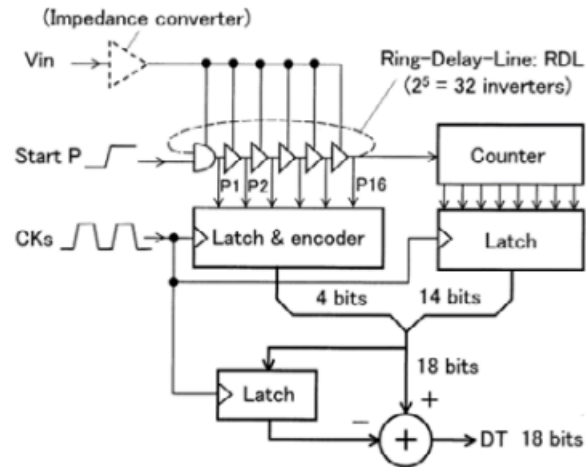 (Impedance converter)
Vin
Ring-Delay-Line: RDL
(2⁵ = 32 inverters)
Start P
P1 P2 P16
Counter
CKs
Latch & encoder
Latch
4 bits
14 bits
18 bits
Latch
+
−
+
DT 18 bits